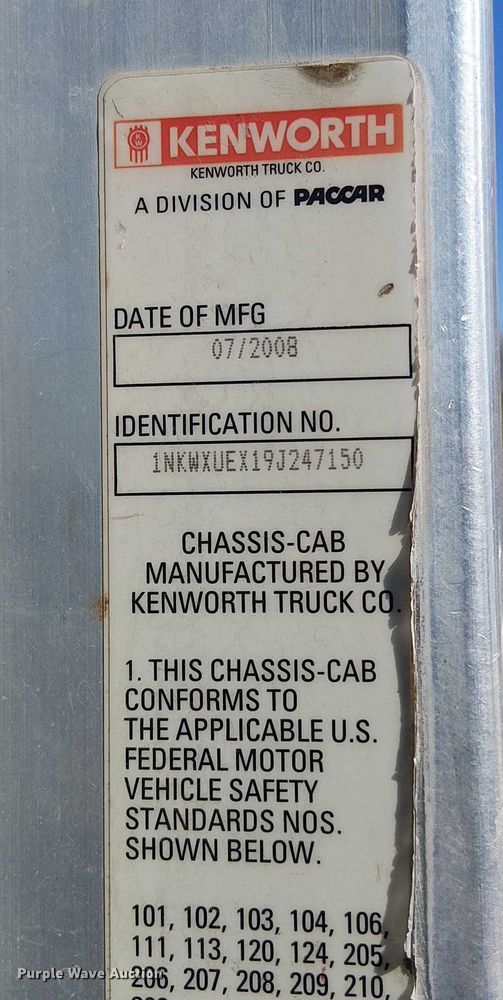 KENWORTH
KENWORTH TRUCK CO.
A DIVISION OF PACCAR
DATE OF MFG
07/2008
IDENTIFICATION NO.
1NKWXUEX19J247150
CHASSIS-CAB
MANUFACTURED BY
KENWORTH TRUCK CO.
1. THIS CHASSIS-CAB
CONFORMS TO
THE APPLICABLE U.S.
FEDERAL MOTOR
VEHICLE SAFETY
STANDARDS NOS.
SHOWN BELOW.
101, 102, 103, 104, 106,
111, 113, 120, 124, 205,
206, 207, 208, 209, 210,
Purple Wave Auction